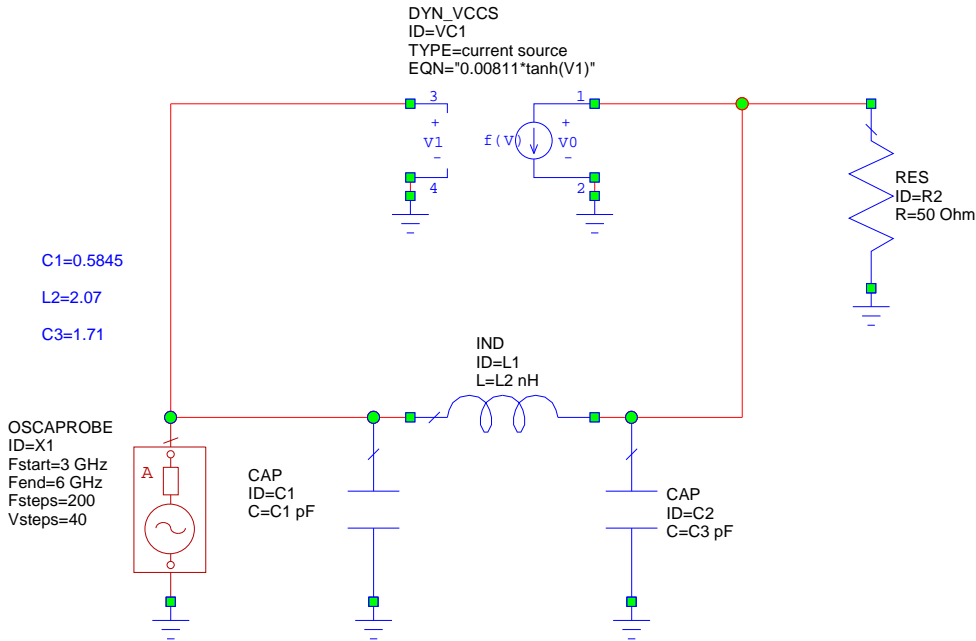 DYN_VCCS
ID=VC1
TYPE=current source
EQN="0.00811*tanh(V1)"
3
+
V1
-
4
1
+
f(V)
V0
-
2
RES
ID=R2
R=50 Ohm
C1=0.5845
L2=2.07
C3=1.71
IND
ID=L1
L=L2 nH
OSCAPROBE
ID=X1
Fstart=3 GHz
Fend=6 GHz
Fsteps=200
Vsteps=40
A
CAP
ID=C1
C=C1 pF
CAP
ID=C2
C=C3 pF